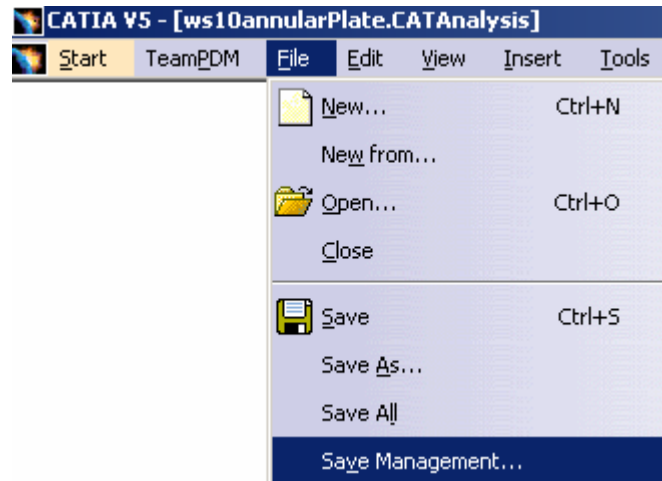 CATIA V5 - [ws10annularPlate.CATAnalysis]
Start TeamPDM File Edit View Insert Tools
New... Ctrl+N
New from...
Open... Ctrl+O
Close
Save Ctrl+S
Save As...
Save All
Save Management...